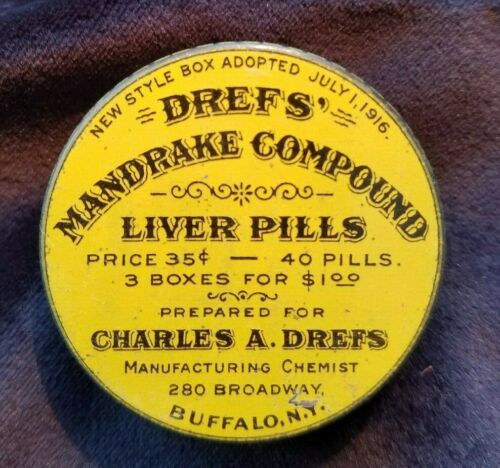 NEW STYLE BOX ADOPTED JULY 1, 1916.
DREFS'
MANDRAKE COMPOUND
LIVER PILLS
PRICE 35¢ — 40 PILLS.
3 BOXES FOR $1.00
PREPARED FOR
CHARLES A. DREFS
MANUFACTURING CHEMIST
280 BROADWAY,
BUFFALO, N.Y.